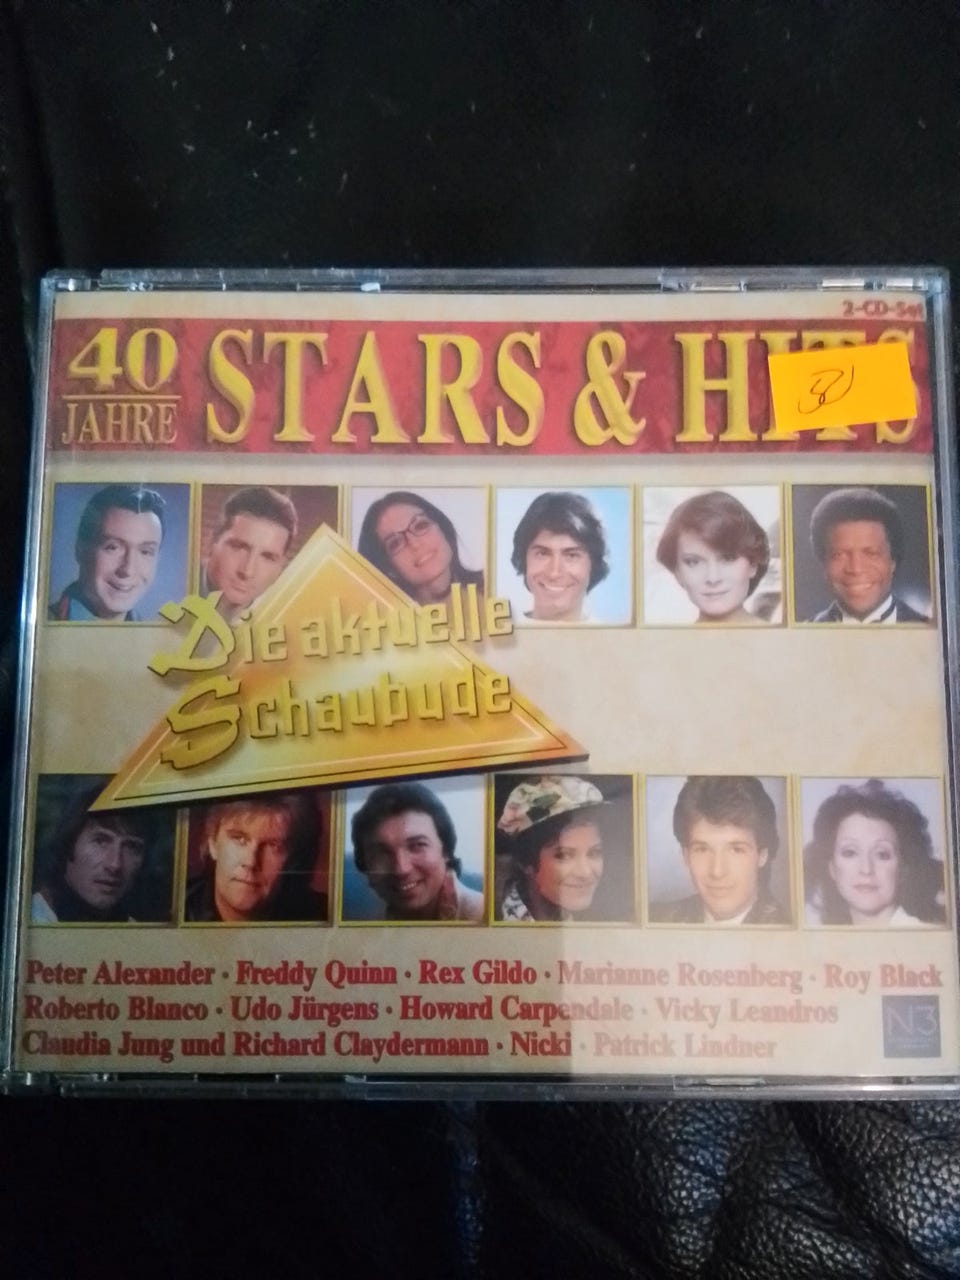 2-CD-Set
40 JAHRE STARS & HITS
Die aktuelle
Schaubude
Peter Alexander · Freddy Quinn · Rex Gildo · Marianne Rosenberg · Roy Black
Roberto Blanco · Udo Jürgens · Howard Carpendale · Vicky Leandros
Claudia Jung und Richard Claydermann · Nicki · Patrick Lindner
N3